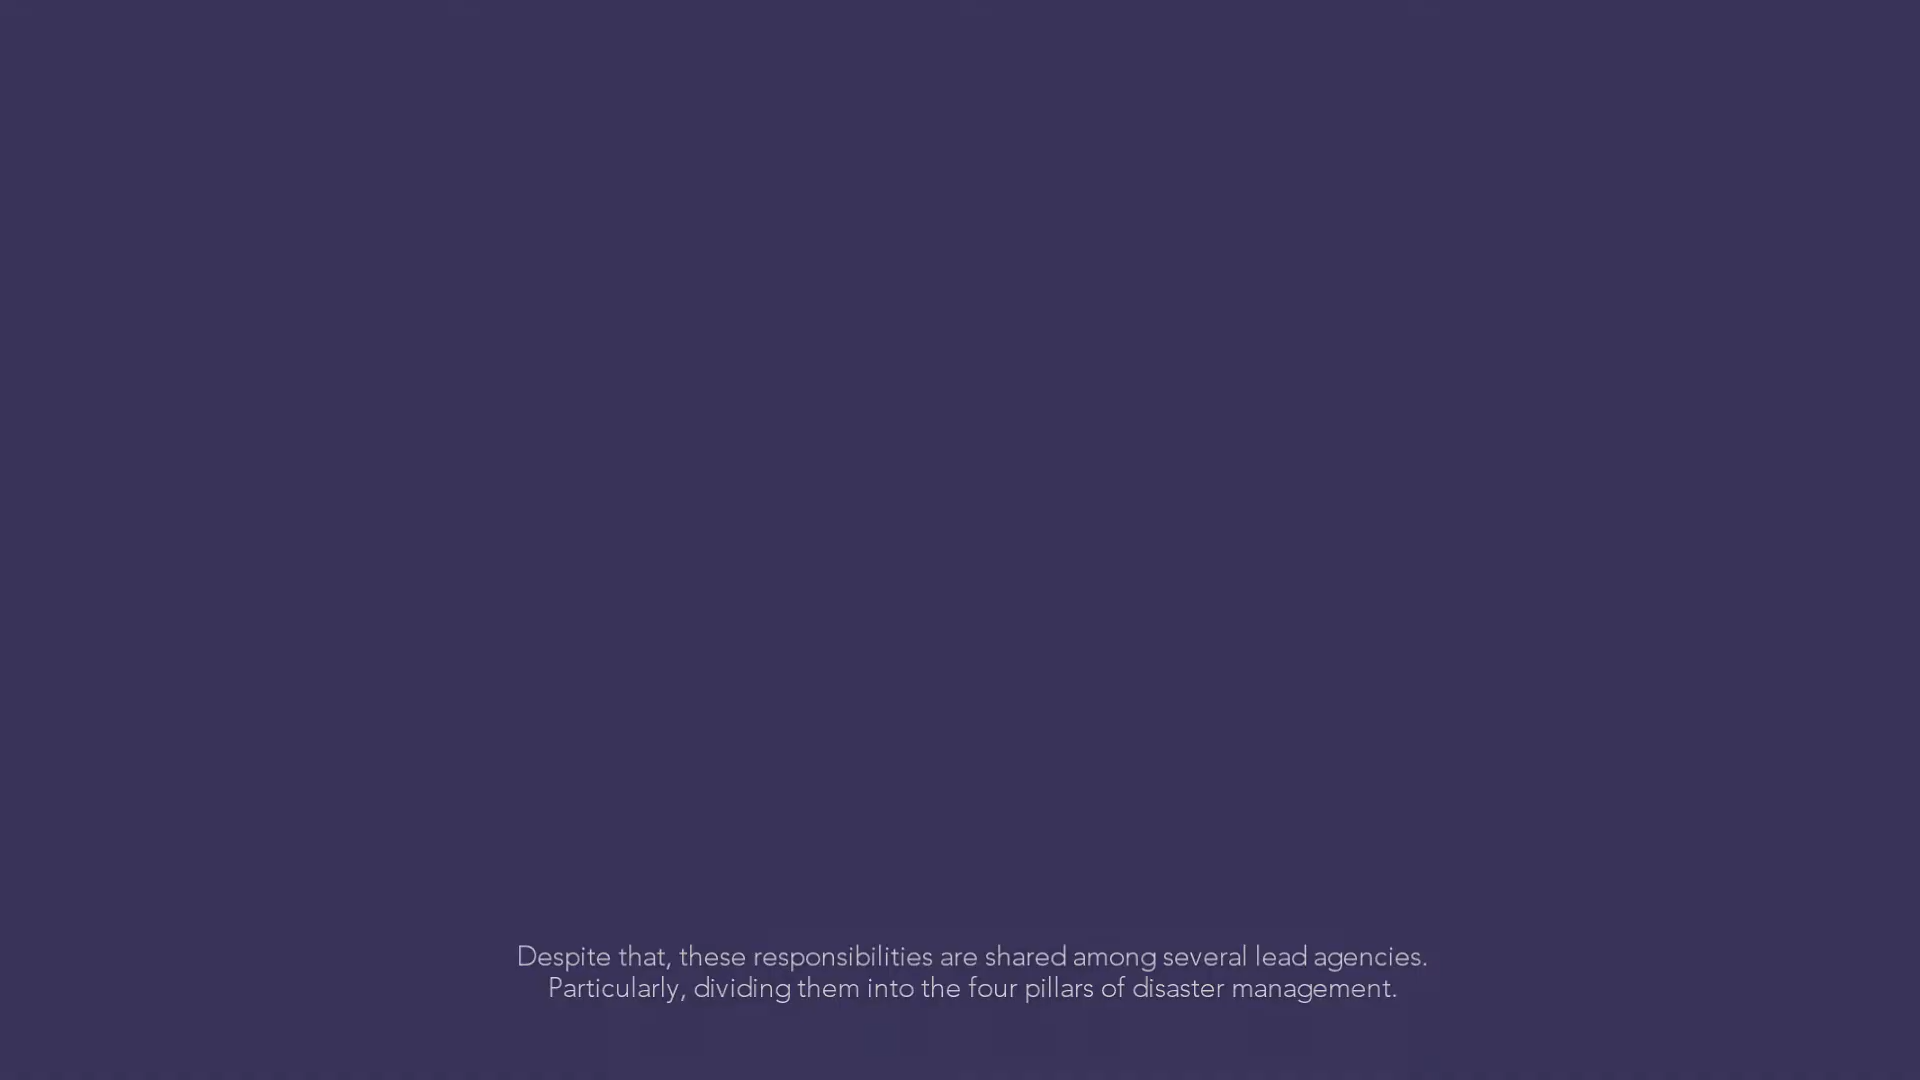 Despite that, these responsibilities are shared among several lead agencies.
Particularly, dividing them into the four pillars of disaster management.